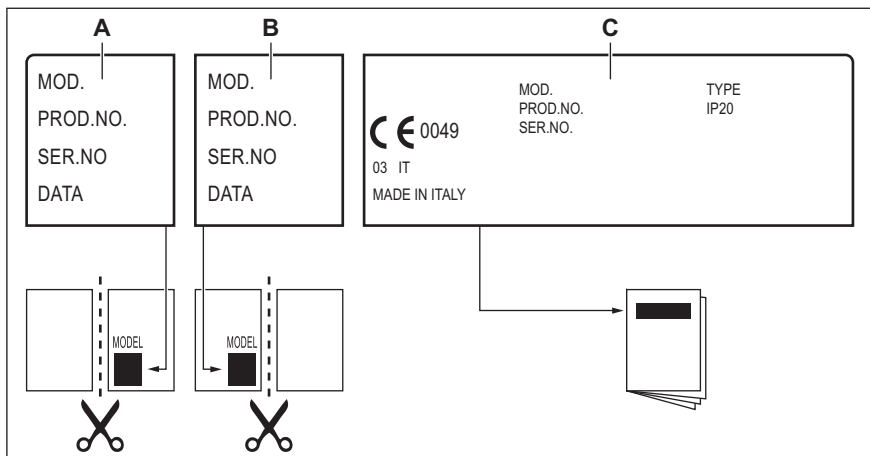 A
B
C
MOD.
PROD.NO.
SER.NO
DATA
MOD.
PROD.NO.
SER.NO
DATA
MOD.
PROD.NO.
SER.NO.
TYPE
IP20
CE 0049
03 IT
MADE IN ITALY
MODEL
MODEL